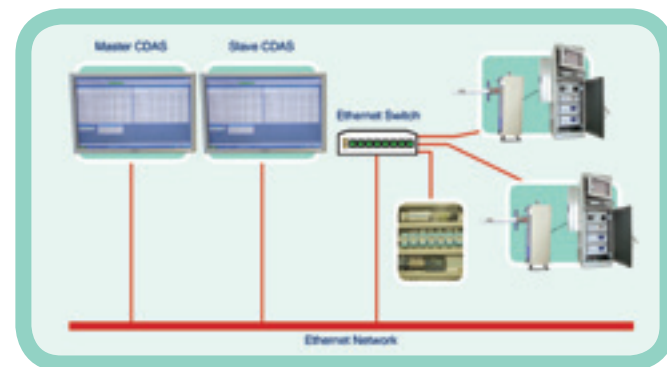 Master CDAS
Slave CDAS
Ethernet Switch
Ethernet Network